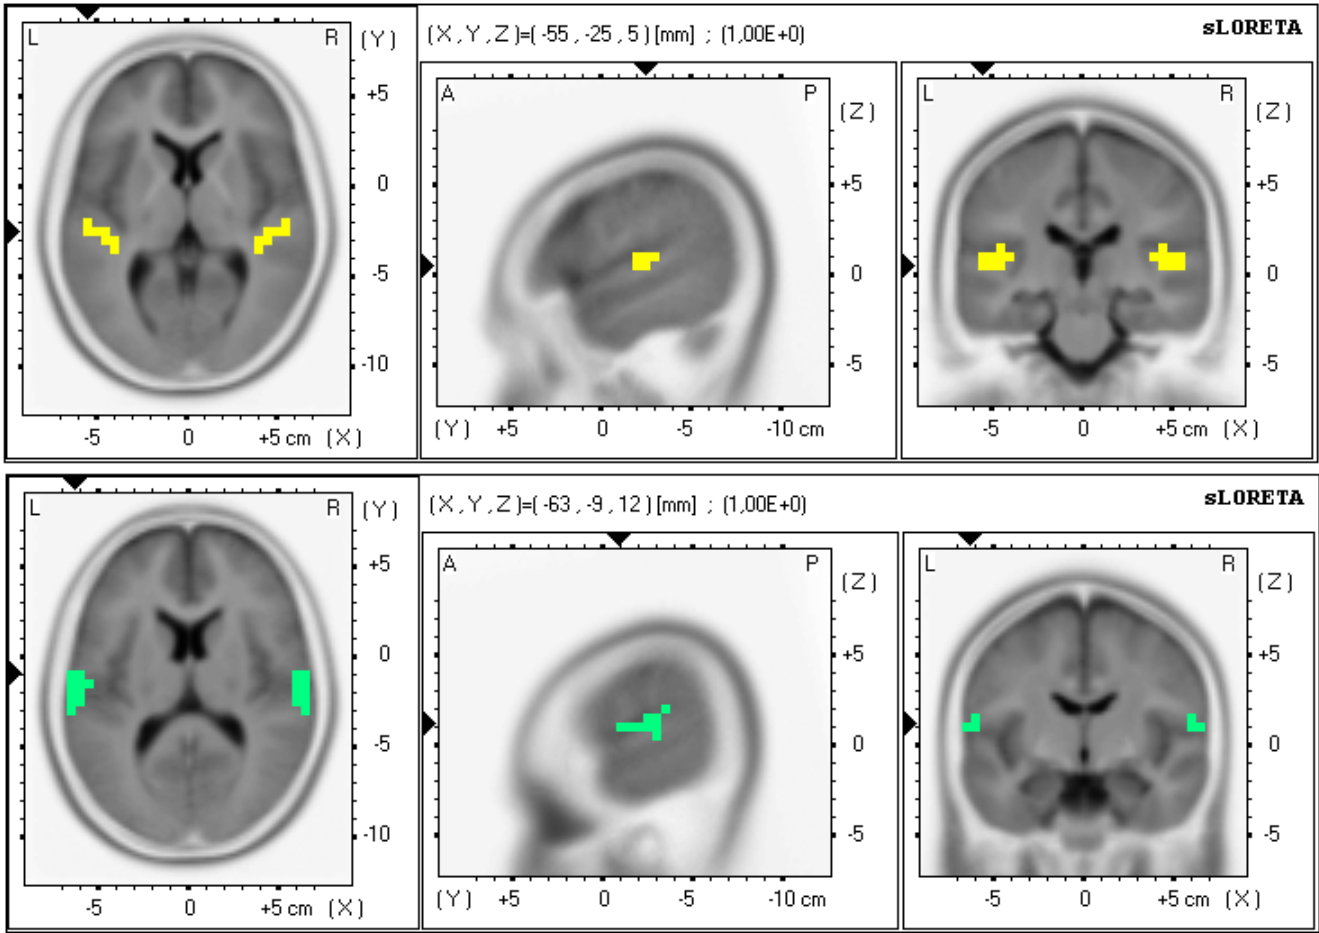 (X,Y,Z)=(-55,-25,5)[mm] ; (1,00E+0) sLORETA
L R (Y)
+5
0
-5
-10
-5 0 +5 cm (X)
A P (Z)
+5
0
-5
(Y) +5 0 -5 -10 cm
L R (Z)
+5
0
-5
-5 0 +5 cm (X)
(X,Y,Z)=(-63,-9,12)[mm] ; (1,00E+0) sLORETA
L R (Y)
+5
0
-5
-10
-5 0 +5 cm (X)
A P (Z)
+5
0
-5
(Y) +5 0 -5 -10 cm
L R (Z)
+5
0
-5
-5 0 +5 cm (X)